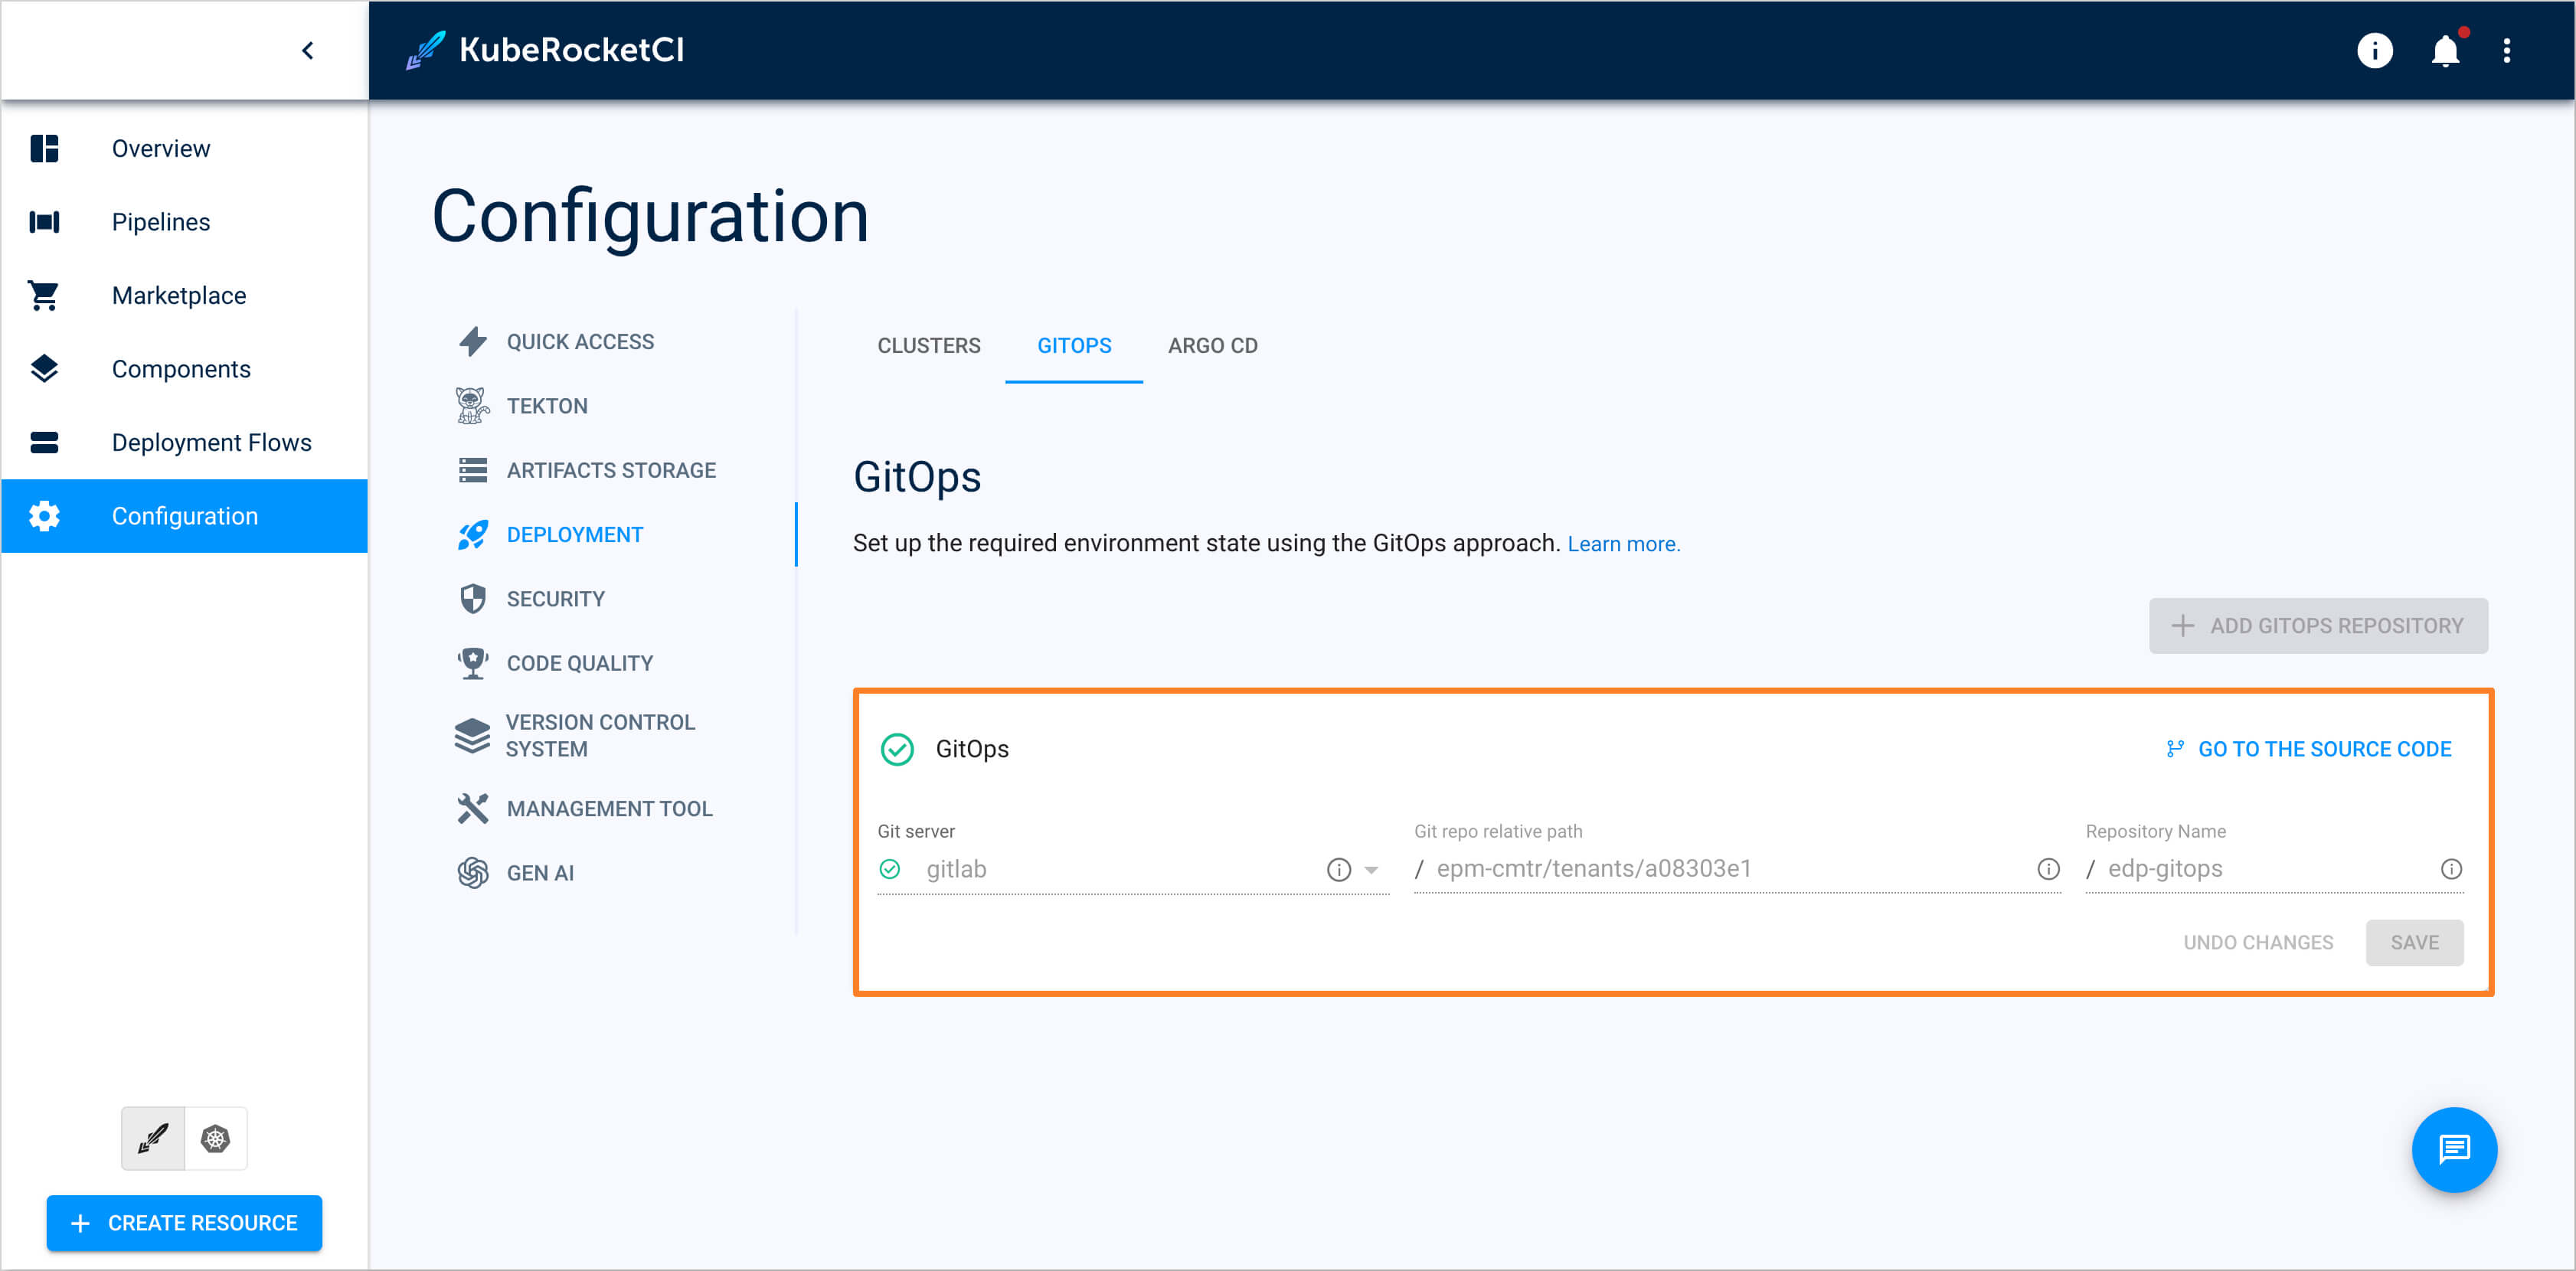 KubeRocketCI
Overview
Pipelines
Marketplace
Components
Deployment Flows
Configuration
CREATE RESOURCE
Configuration
QUICK ACCESS
TEKTON
ARTIFACTS STORAGE
DEPLOYMENT
SECURITY
CODE QUALITY
VERSION CONTROL
SYSTEM
MANAGEMENT TOOL
GEN AI
CLUSTERS GITOPS ARGO CD
GitOps
Set up the required environment state using the GitOps approach. Learn more.
+ ADD GITOPS REPOSITORY
GitOps GO TO THE SOURCE CODE
Git server Git repo relative path Repository Name
gitlab / epm-cmtr/tenants/a08303e1 / edp-gitops
UNDO CHANGES SAVE